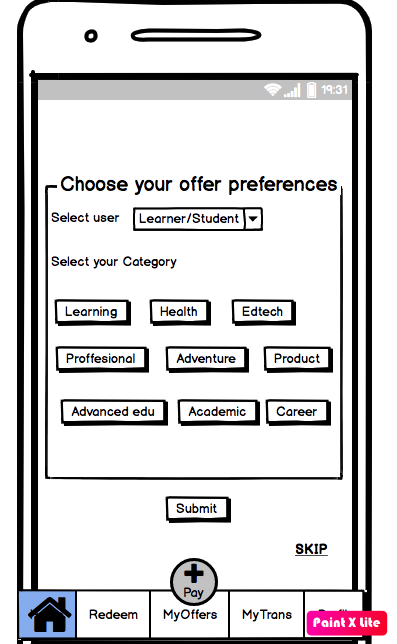 19:31
Choose your offer preferences
Select user Learner/Student
Select your Category
Learning Health Edtech
Proffesional Adventure Product
Advanced edu Academic Career
Submit
SKIP
Pay
Redeem MyOffers MyTrans
Paint X lite